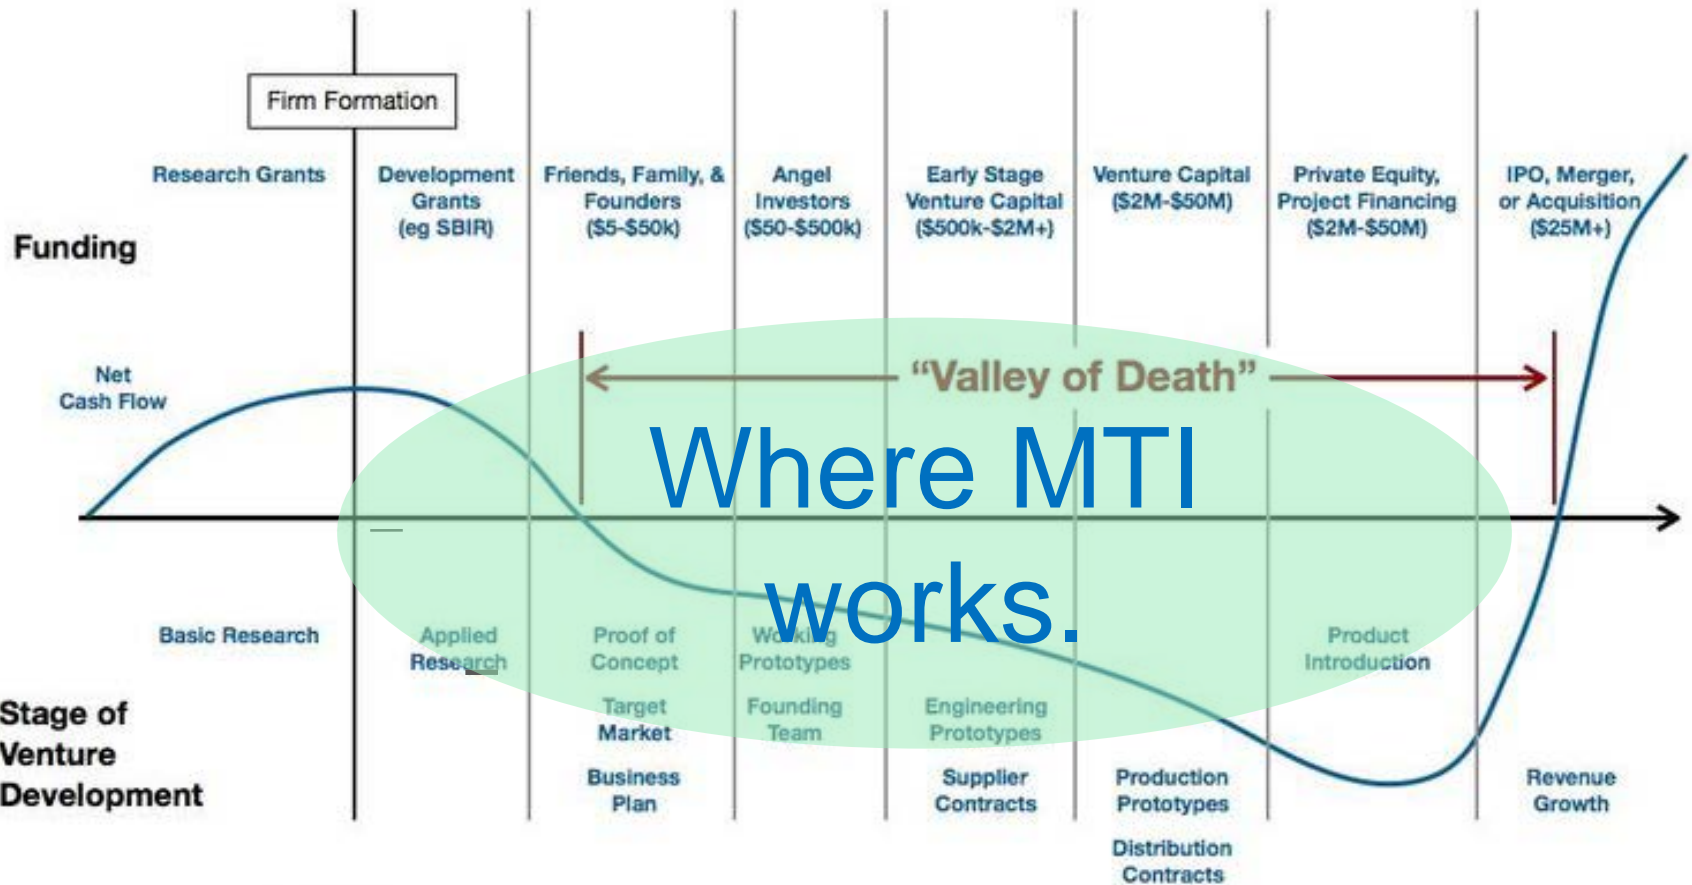 Firm Formation
Research Grants
Development
Grants
(eg SBIR)
Friends, Family, &
Founders
($5-$50k)
Angel
Investors
($50-$500k)
Early Stage
Venture Capital
($500k-$2M+)
Venture Capital
($2M-$50M)
Private Equity,
Project Financing
($2M-$50M)
IPO, Merger,
or Acquisition
($25M+)
Funding
Net
Cash Flow
“Valley of Death”
Where MTI
works.
Basic Research
Applied
Research
Proof of
Concept
Target
Market
Business
Plan
Working
Prototypes
Founding
Team
Engineering
Prototypes
Supplier
Contracts
Production
Prototypes
Distribution
Contracts
Product
Introduction
Revenue
Growth
Stage of
Venture
Development